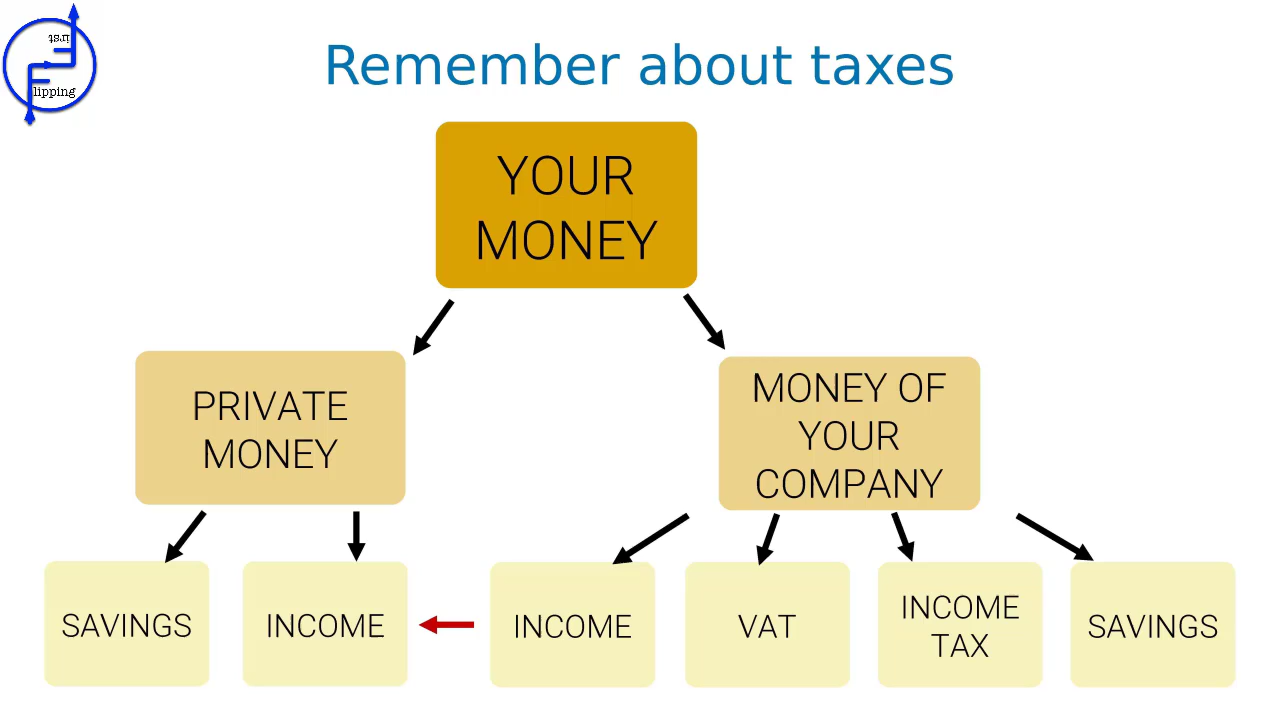 irst
lipping
Remember about taxes
YOUR
MONEY
PRIVATE
MONEY
MONEY OF
YOUR
COMPANY
SAVINGS
INCOME
INCOME
VAT
INCOME
TAX
SAVINGS